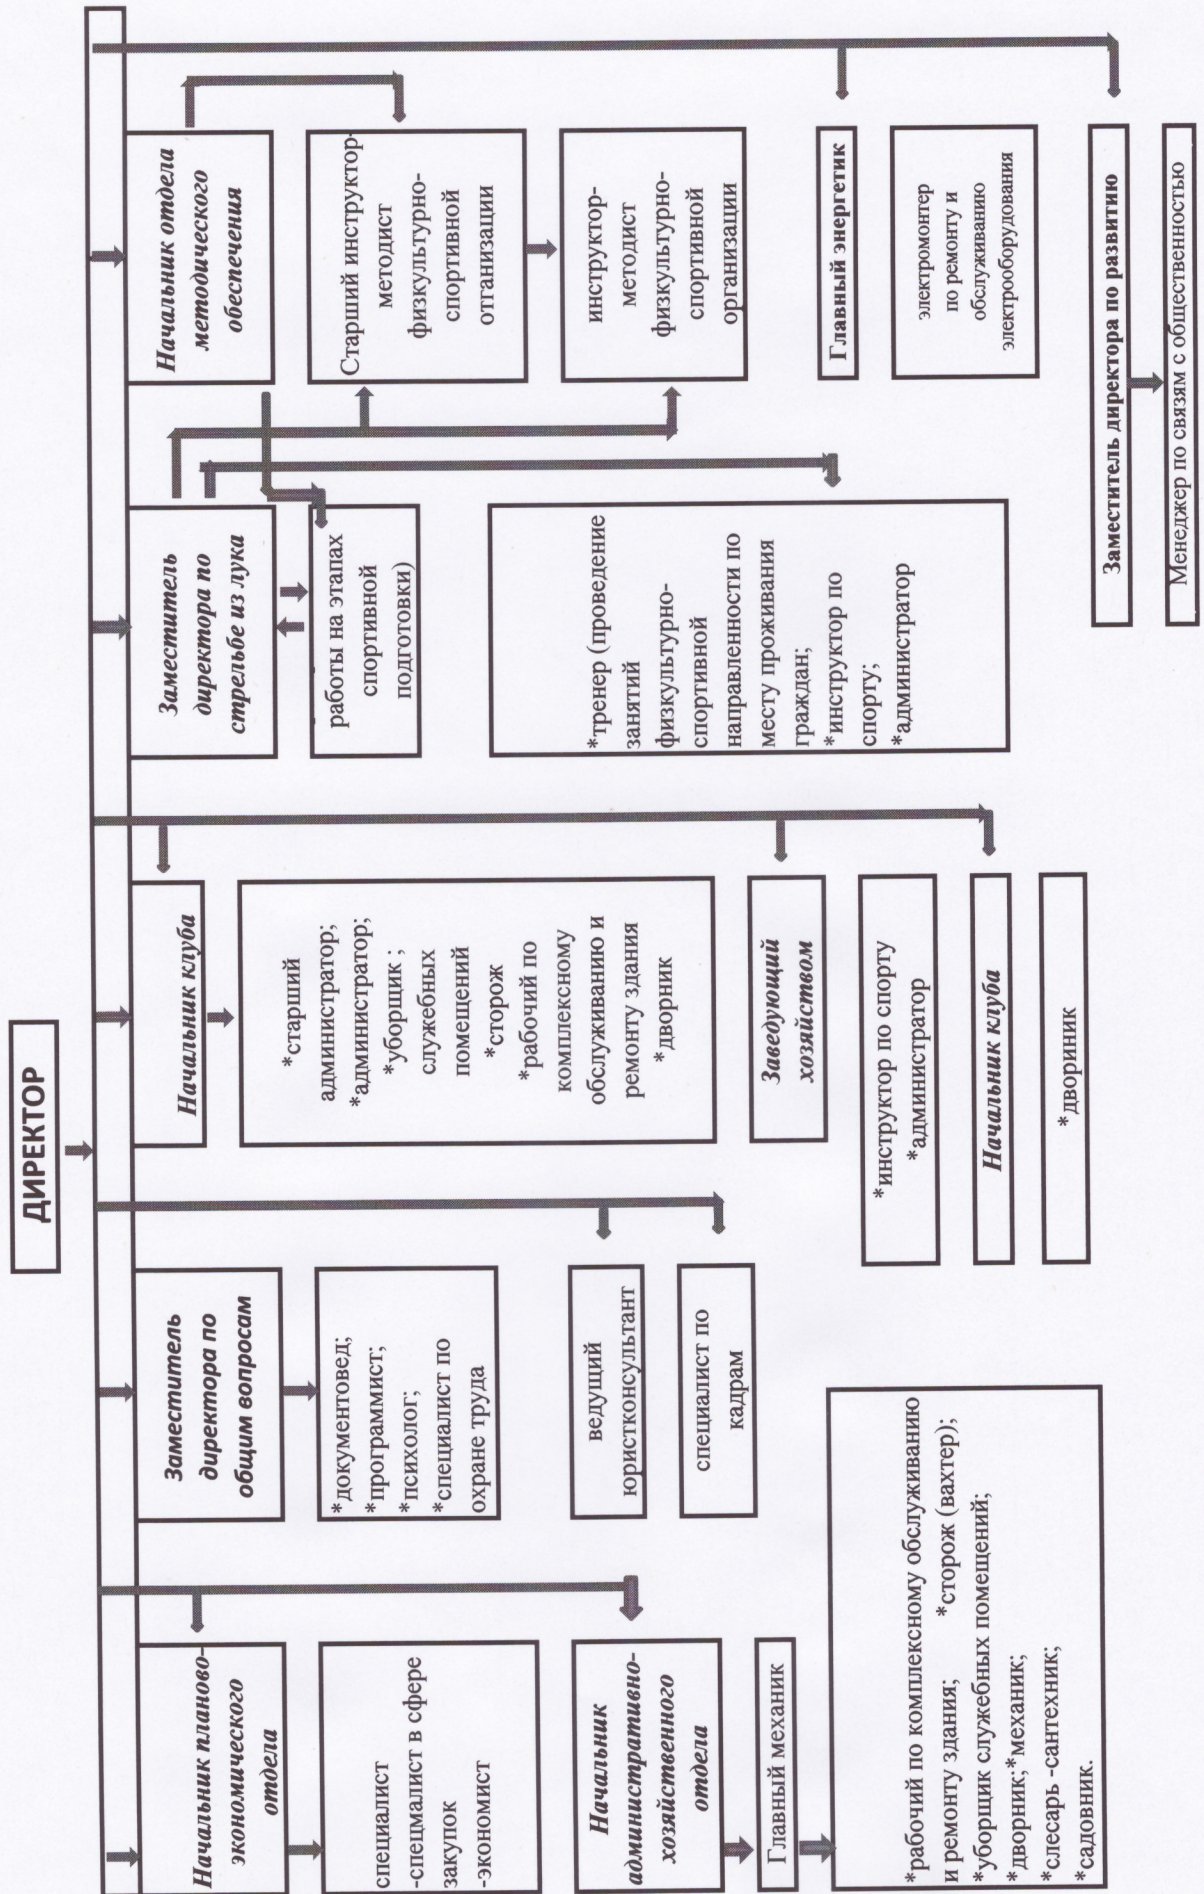 ДИРЕКТОР
Начальник планово-
экономического
отдела
специалист
-спецмалист в сфере
закупок
-экономист
Начальник
административно-
хозяйственного
отдела
Главный механик
*рабочий по комплексному обслуживанию
и ремонту здания; *сторож (вахтер);
*уборщик служебных помещений;
*дворник;*механик;
*слесарь -сантехник;
*садовник.
Заместитель
директора по
общим вопросам
*документовед;
*программист;
*психолог;
*специалист по
охране труда
ведущий
юристконсультант
специалист по
кадрам
Начальник клуба
*старший
администратор;
*администратор;
*уборщик ;
служебных
помещений
*сторож
*рабочий по
комплексному
обслуживанию и
ремонту здания
*дворник
Заведующий
хозяйством
*инструктор по спорту
*администратор
Начальник клуба
*двориник
Заместитель
директора по
стрельбе из лука
работы на этапах
спортивной
подготовки)
*тренер (проведение
занятий
физкультурно-
спортивной
направленности по
месту проживания
граждан;
*инструктор по
спорту;
*администратор
Начальник отдела
методического
обеспечения
Старший инструктор-
методист
физкультурно-
спортивной
отганизации
инструктор-
методист
физкультурно-
спортивной
организации
Главный энергетик
электромонтер
по ремонту и
обслуживанию
электрооборудования
Заместитель директора по развитию
Менеджер по связям с общественностью